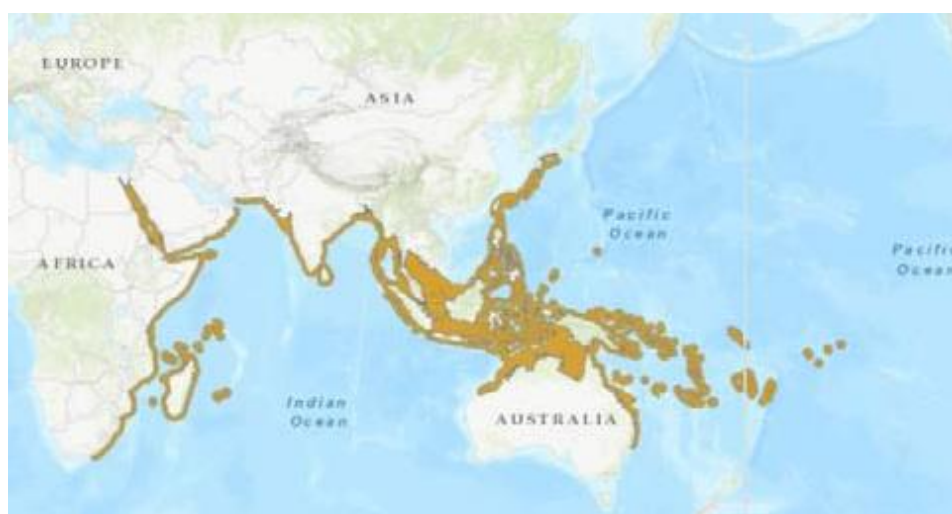 EUROPE
ASIA
Pacific
Ocean
Pacific
Ocean
AFRICA
Indian
Ocean
AUSTRALIA